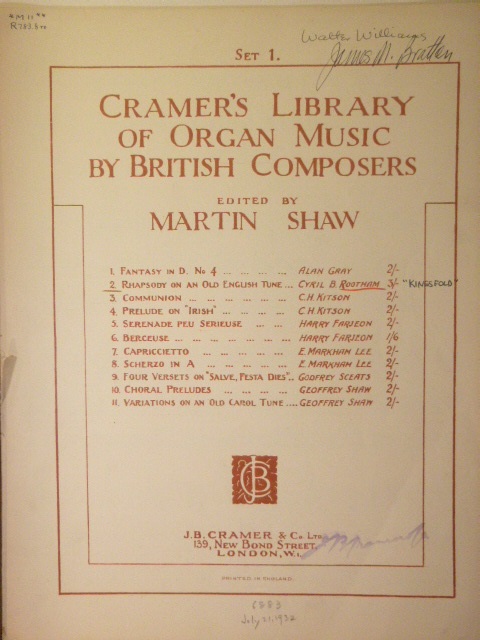 Walter Williams
SET 1.
CRAMER'S LIBRARY
OF ORGAN MUSIC
BY BRITISH COMPOSERS
EDITED BY
MARTIN SHAW
1. FANTASY IN D. No 4 .. .. .. .. ALAN GRAY 2/-
2. RHAPSODY ON AN OLD ENGLISH TUNE .. CYRIL B. ROOTHAM 3/- "KINGSFOLD"
3. COMMUNION .. .. .. .. .. .. C.H. KITSON 2/-
4. PRELUDE ON "IRISH" .. .. .. .. C.H. KITSON 2/-
5. SERENADE PEU SERIEUSE .. .. HARRY FARJEON 2/-
6. BERCEUSE .. .. .. .. .. .. HARRY FARJEON 1/6
7. CAPRICCIETTO .. .. .. .. .. E. MARKHAM LEE 2/-
8. SCHERZO IN A .. .. .. .. .. E. MARKHAM LEE 2/-
9. FOUR VERSETS ON "SALVE, FESTA DIES" .. GODFREY SCEATS 2/-
10. CHORAL PRELUDES .. .. .. .. GEOFFREY SHAW 2/-
11. VARIATIONS ON AN OLD CAROL TUNE .... GEOFFREY SHAW 2/-
JBC
J.B. CRAMER & Co. LTD
139, NEW BOND STREET,
LONDON, W.1.
PRINTED IN ENGLAND.
July 21, 1932